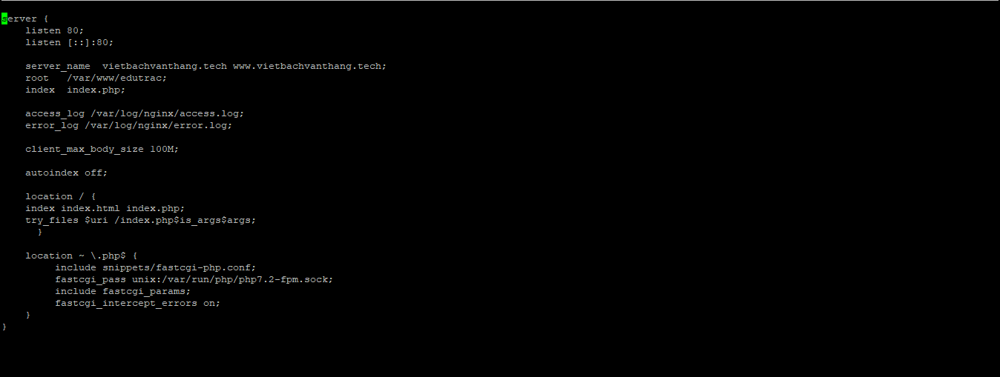 server {
    listen 80;
    listen [::]:80;
    server_name  vietbachvanthang.tech www.vietbachvanthang.tech;
    root   /var/www/edutrac;
    index  index.php;
    access_log /var/log/nginx/access.log;
    error_log /var/log/nginx/error.log;
    client_max_body_size 100M;
    autoindex off;
    location / {
    index index.html index.php;
    try_files $uri /index.php$is_args$args;
      }
    location ~ \.php$ {
         include snippets/fastcgi-php.conf;
         fastcgi_pass unix:/var/run/php/php7.2-fpm.sock;
         include fastcgi_params;
         fastcgi_intercept_errors on;
    }
}